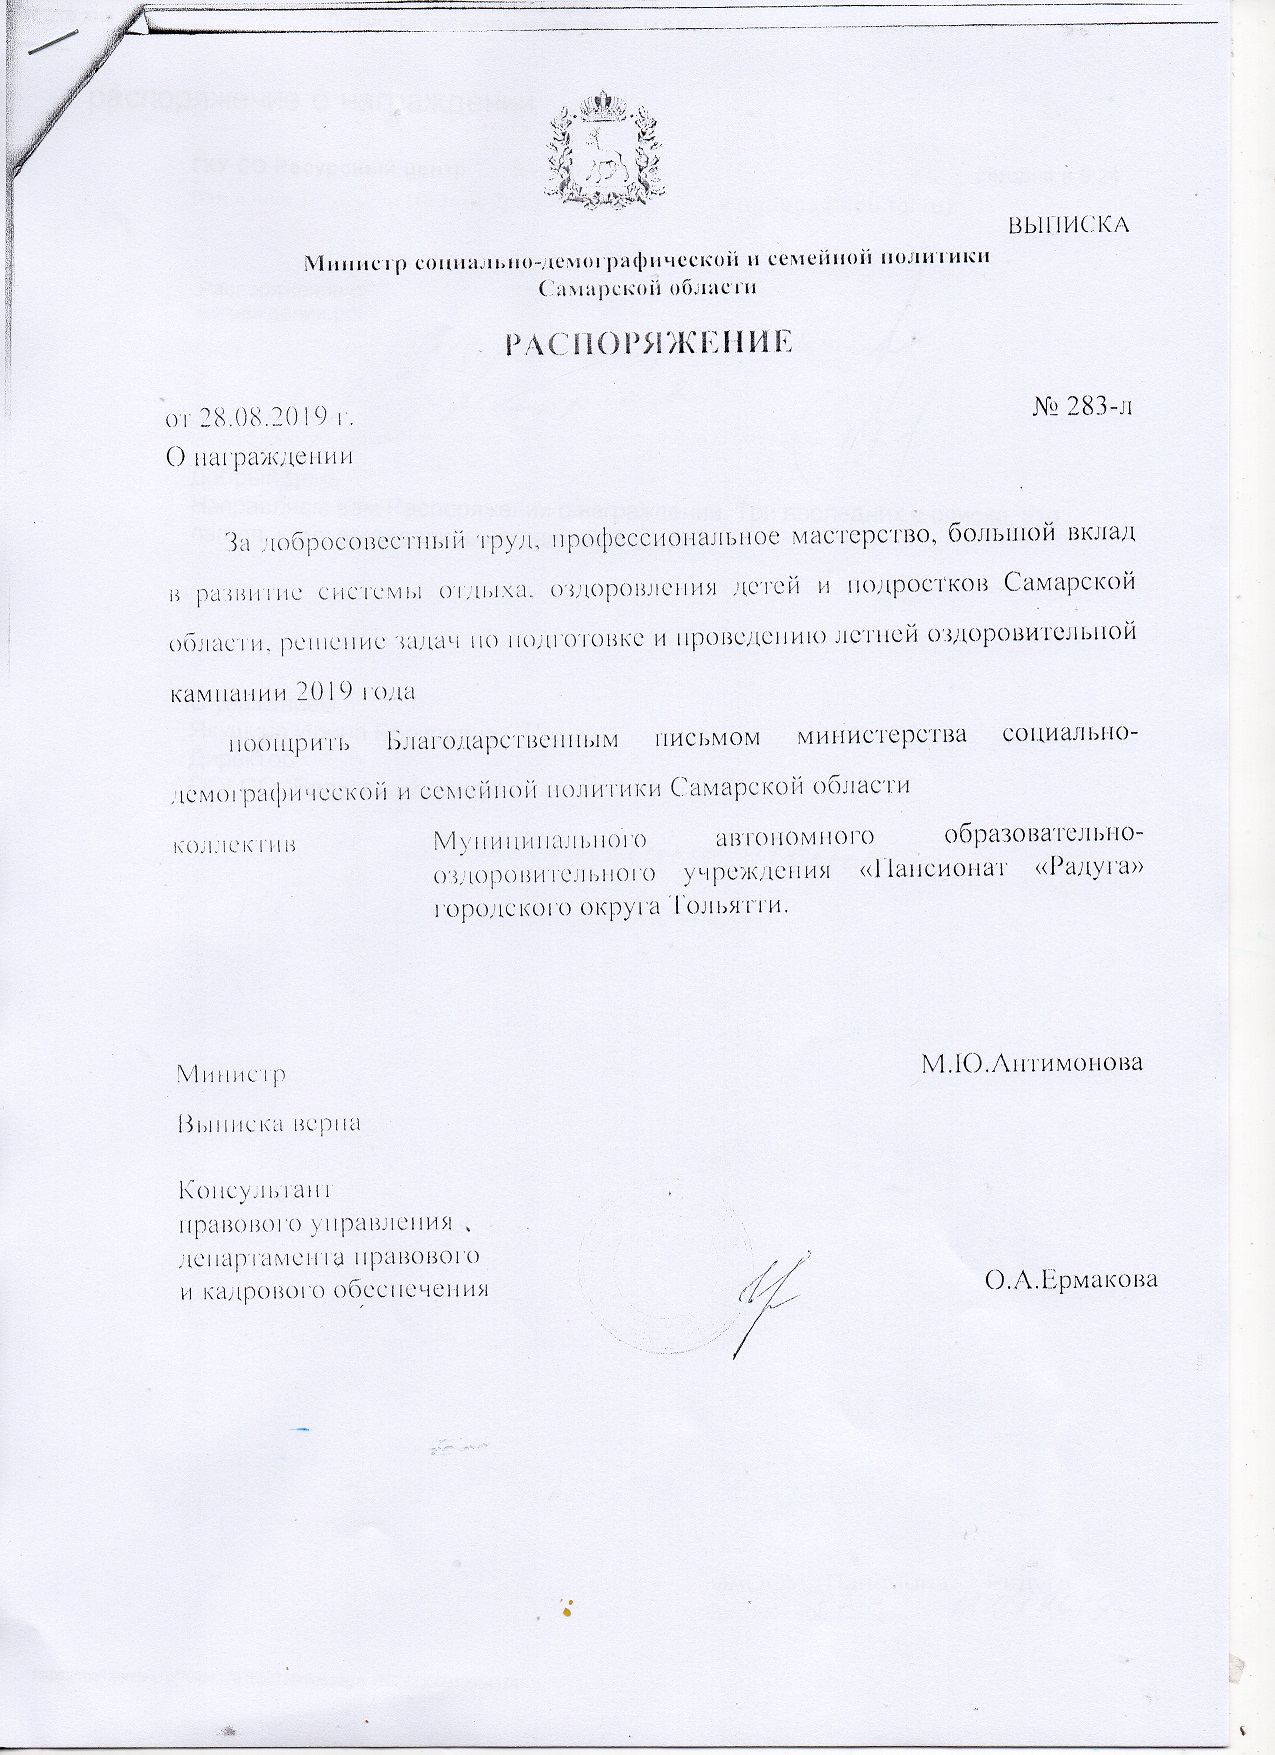 ВЫПИСКА
Министр социально-демографической и семейной политики
Самарской области
РАСПОРЯЖЕНИЕ
от 28.08.2019 г.
№ 283-л
О награждении
За добросовестный труд, профессиональное мастерство, большой вклад
в развитие системы отдыха, оздоровления детей и подростков Самарской
области, решение задач по подготовке и проведению летней оздоровительной
кампании 2019 года
поощрить Благодарственным письмом министерства социально-
демографической и семейной политики Самарской области
коллектив Муниципального автономного образовательно-
оздоровительного учреждения «Пансионат «Радуга»
городского округа Тольятти.
Министр
М.Ю.Антимонова
Выписка верна
Консультант
правового управления
департамента правового
и кадрового обеспечения
О.А.Ермакова